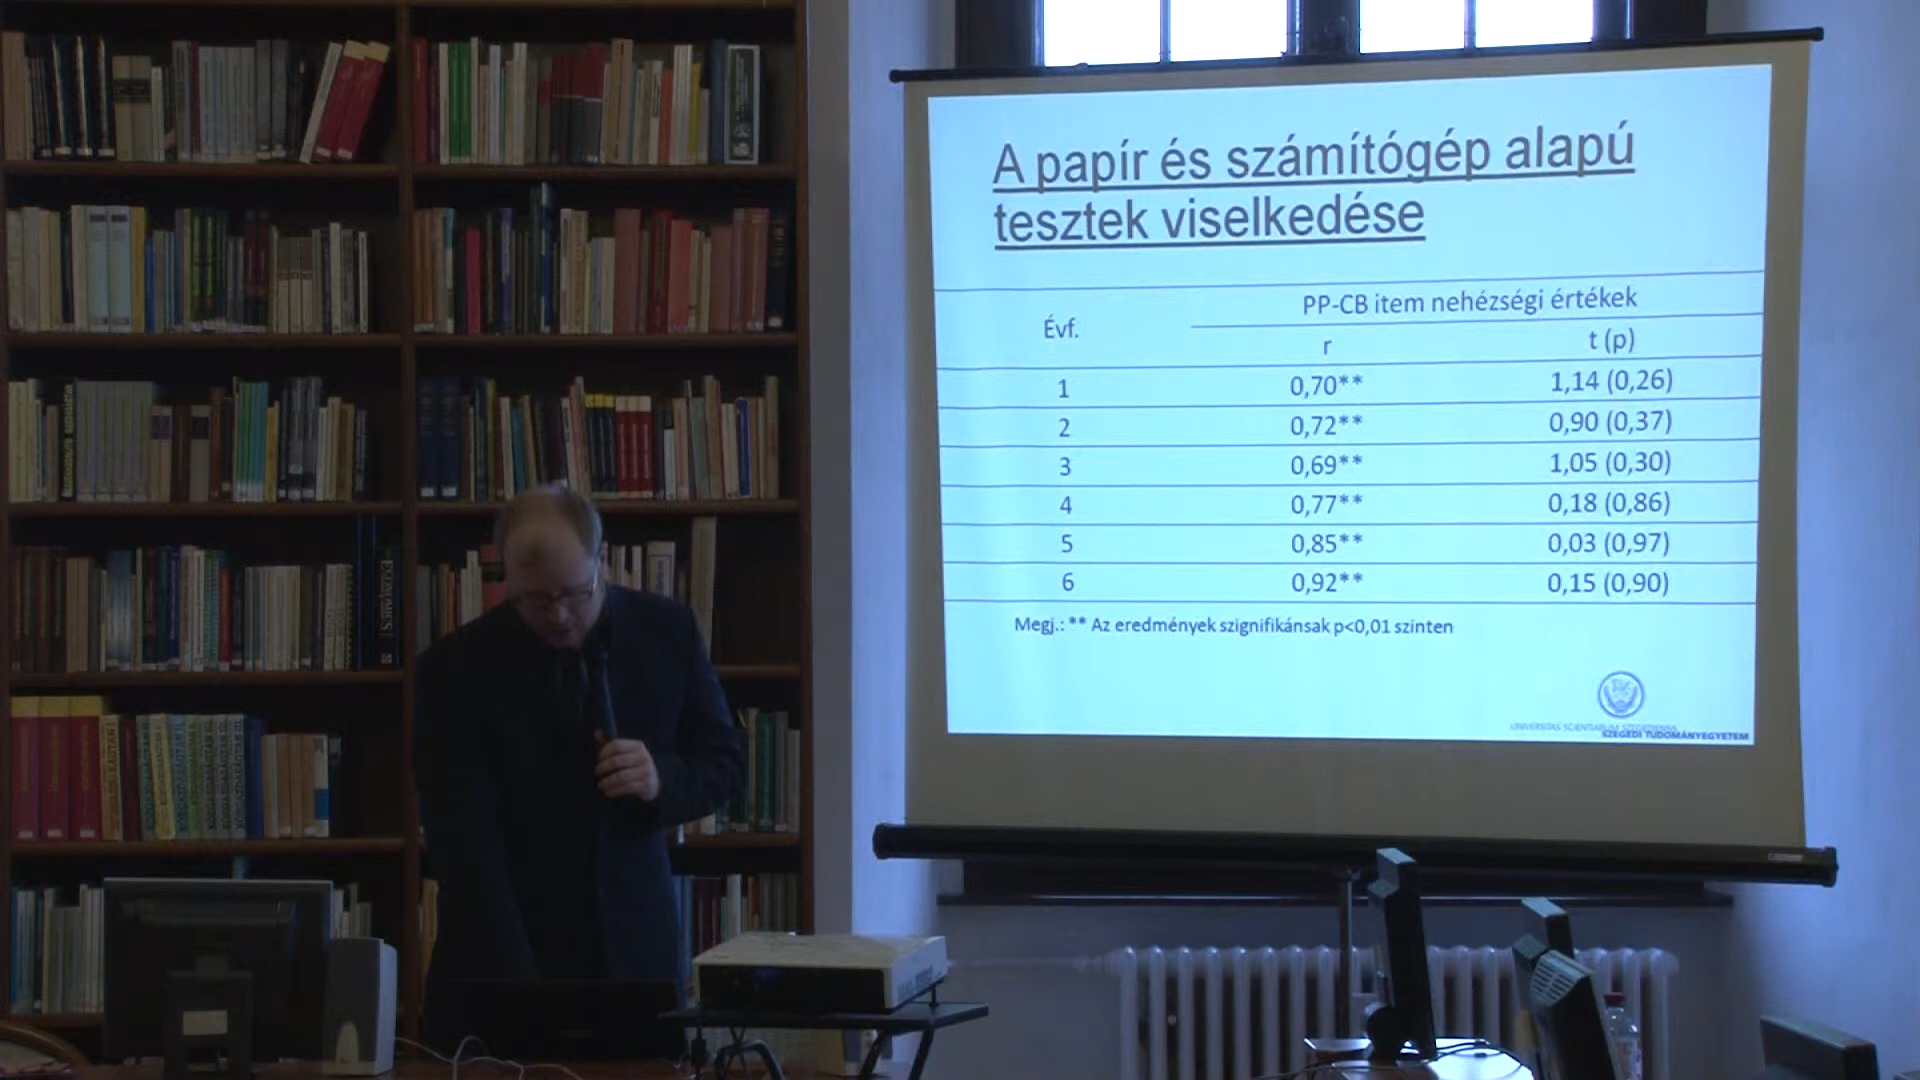 A papír és számítógép alapú
tesztek viselkedése
Évf.
PP-CB item nehézségi értékek
r
t (p)
1 0,70** 1,14 (0,26)
2 0,72** 0,90 (0,37)
3 0,69** 1,05 (0,30)
4 0,77** 0,18 (0,86)
5 0,85** 0,03 (0,97)
6 0,92** 0,15 (0,90)
Megj.: ** Az eredmények szignifikánsak p<0,01 szinten
UNIVERSITAS SCIENTIARUM SZEGEDIENSIS
SZEGEDI TUDOMÁNYEGYETEM